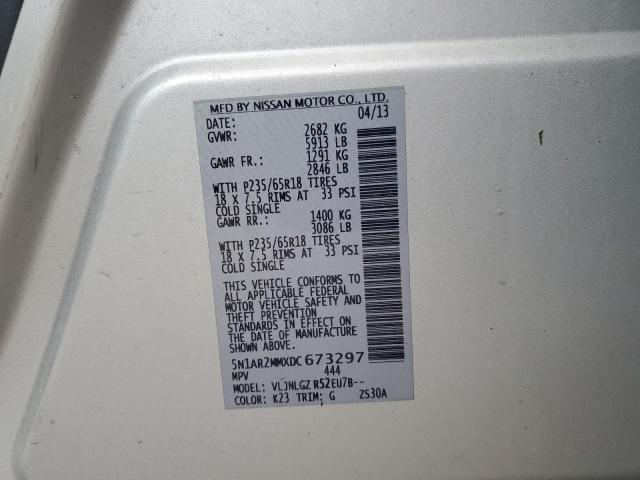 MFD BY NISSAN MOTOR CO., LTD.
DATE: 04/13
GVWR: 2682 KG
5913 LB
GAWR FR.: 1291 KG
2846 LB
WITH P235/65R18 TIRES
18 X 7.5 RIMS AT 33 PSI
COLD SINGLE
GAWR RR.: 1400 KG
3086 LB
WITH P235/65R18 TIRES
18 X 7.5 RIMS AT 33 PSI
COLD SINGLE
THIS VEHICLE CONFORMS TO
ALL APPLICABLE FEDERAL
MOTOR VEHICLE SAFETY AND
THEFT PREVENTION
STANDARDS IN EFFECT ON
THE DATE OF MANUFACTURE
SHOWN ABOVE.
5N1AR2MMXDC673297
MPV 444
MODEL: VLJNLGZ R52EU7B--
COLOR: K23 TRIM: G ZS30A